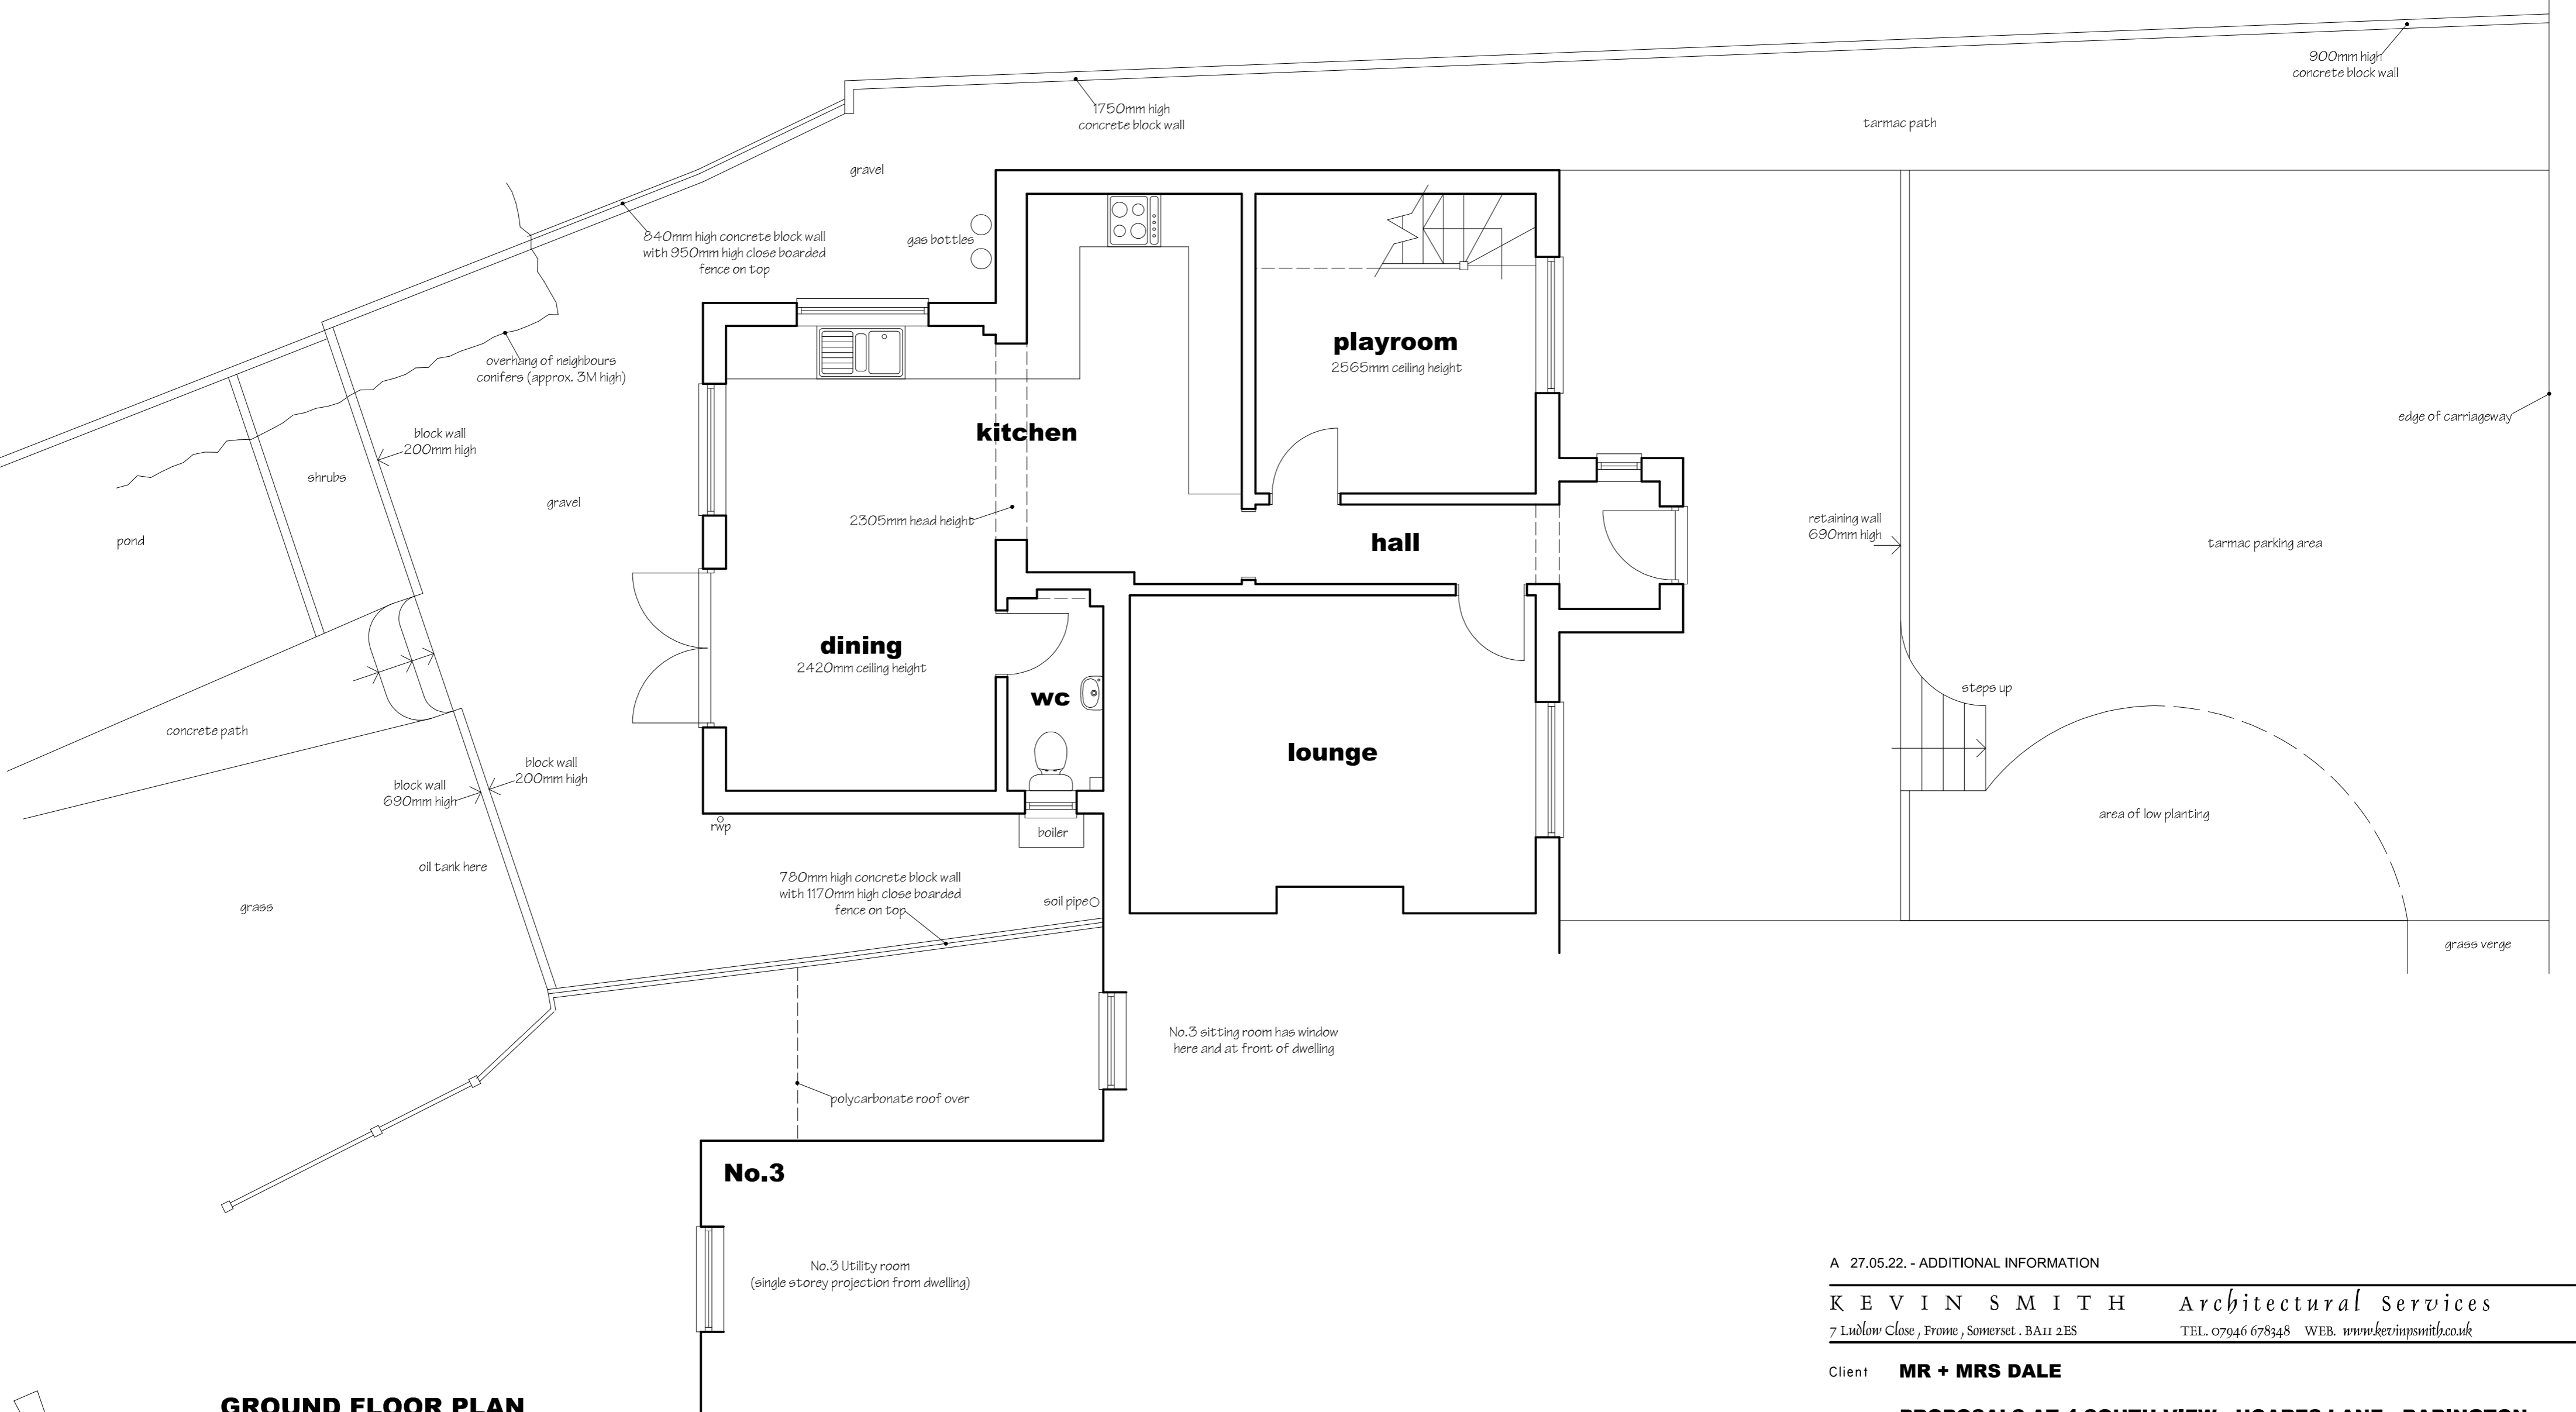 900mm high
concrete block wall
1750mm high
concrete block wall
tarmac path
gravel
840mm high concrete block wall
with 950mm high close boarded
fence on top
gas bottles
playroom
2565mm ceiling height
overhang of neighbours
conifers (approx. 3M high)
edge of carriageway
block wall
200mm high
kitchen
shrubs
gravel
2305mm head height
pond
hall
retaining wall
690mm high
tarmac parking area
dining
2420mm ceiling height
wc
steps up
concrete path
lounge
block wall
200mm high
block wall
690mm high
area of low planting
rwp
boiler
oil tank here
780mm high concrete block wall
with 1170mm high close boarded
fence on top
soil pipe
grass
grass verge
No.3 sitting room has window
here and at front of dwelling
polycarbonate roof over
No.3
No.3 Utility room
(single storey projection from dwelling)
A 27.05.22. - ADDITIONAL INFORMATION
KEVIN SMITH Architectural Services
7 Ludlow Close , Frome , Somerset . BA11 2ES TEL. 07946 678348 WEB. www.kevinpsmith.co.uk
Client MR + MRS DALE
GROUND FLOOR PLAN
PROPOSALS AT 4 SOUTH VIEW